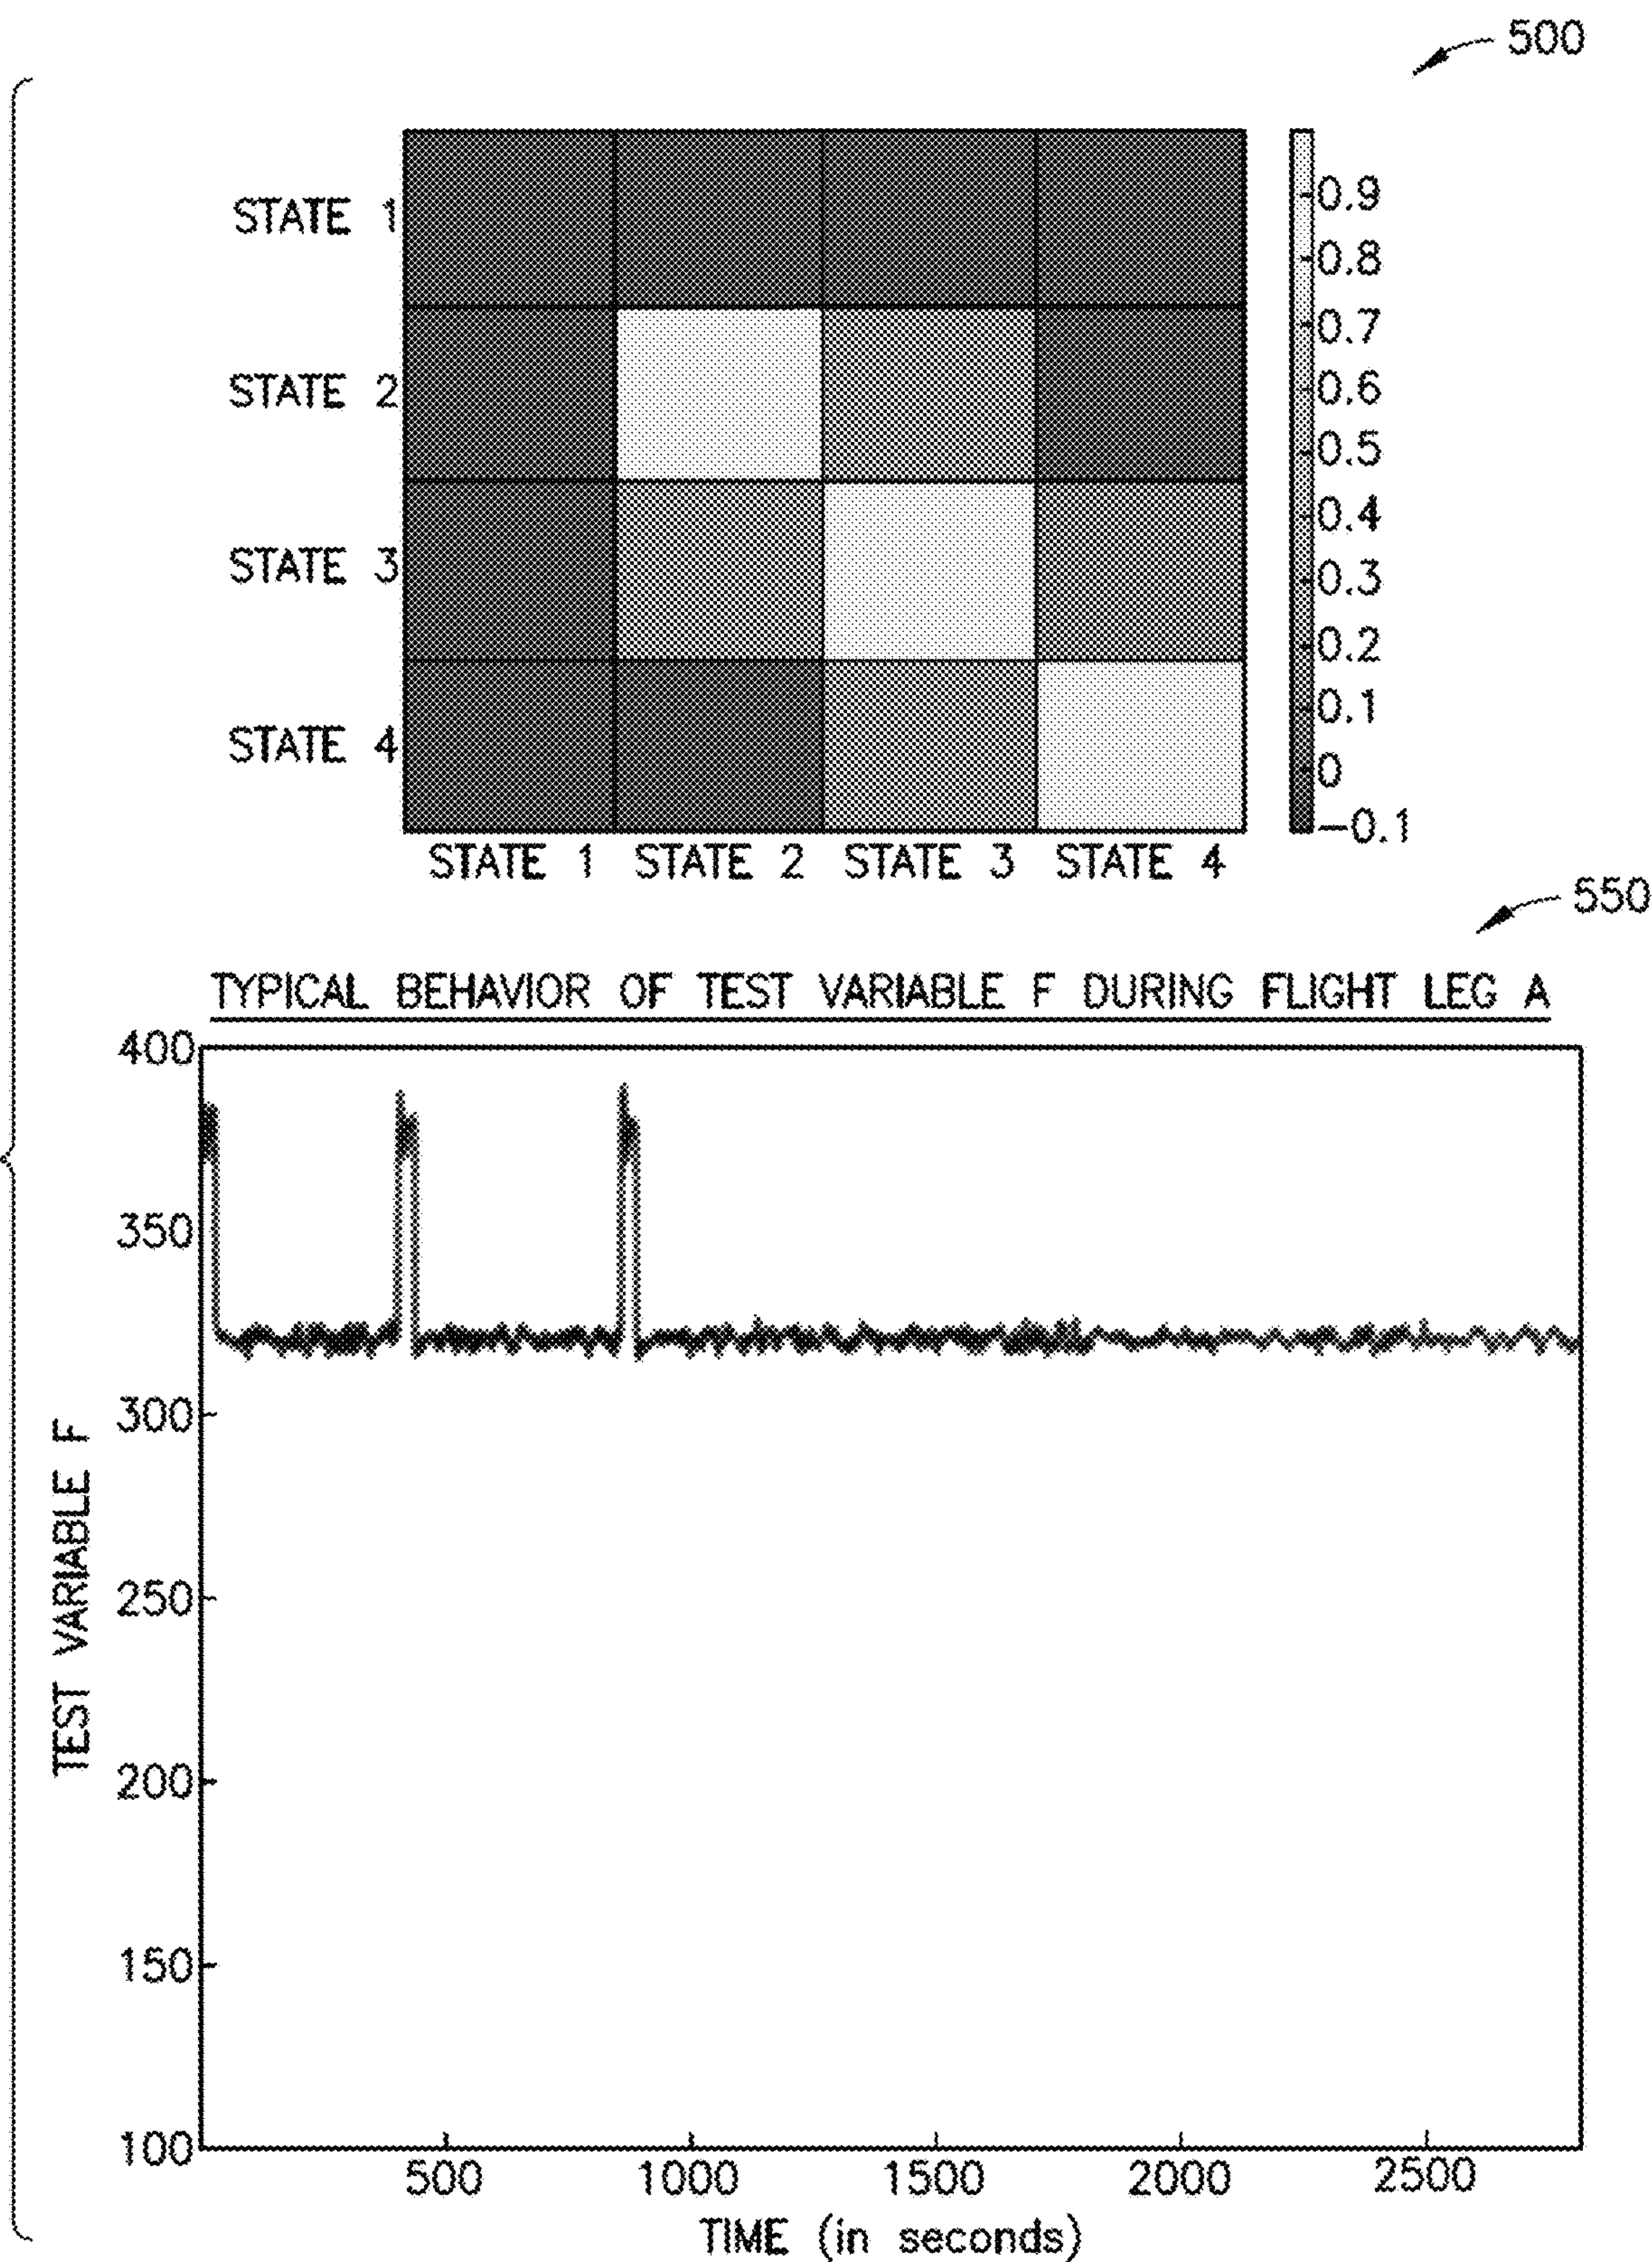 500
STATE 1
STATE 2
STATE 3
STATE 4
0.9
0.8
0.7
0.6
0.5
0.4
0.3
0.2
0.1
0
−0.1
STATE 1 STATE 2 STATE 3 STATE 4
550
TYPICAL BEHAVIOR OF TEST VARIABLE F DURING FLIGHT LEG A
TEST VARIABLE F
400
350
300
250
200
150
100
500 1000 1500 2000 2500
TIME (in seconds)